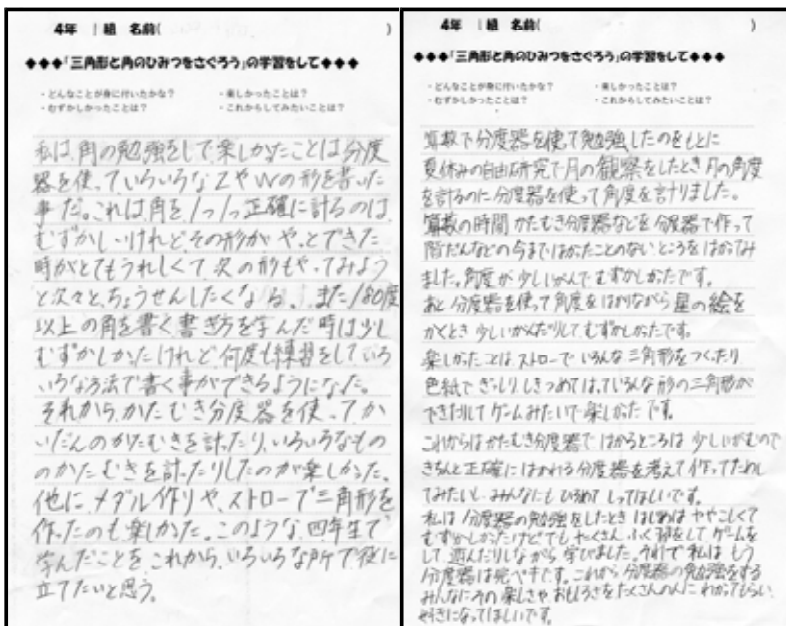 4年 1組 名前( )
◆◆◆「三角形と角のひみつをさぐろう」の学習をして◆◆◆
・どんなことが身に付いたかな? ・楽しかったことは?
・むずかしかったことは? ・これからしてみたいことは?
私は、角の勉強をして、楽しかったことは分度
器を使っていろいろなZやWの形を書いた
事だ。これは角を1つ1つ正確に計るのは、
むずかしいけれど、その形が、やっとできた
時がとてもうれしくて、次の形もやってみよう
と次々と、ちょうせんしたくなる。また180度
以上の角を書く書き方を学んだ時は少し
むずかしかったけれど、何度も練習をしていろ
いろな方法で書く事ができるようになった。
それから、かたむき分度器を使って、か
いだんのかたむきを計ったり、いろいろなもの
のかたむきを計ったりしたのが楽しかった。
他に、メダル作りや、ストローで三角形を
作ったのも楽しかった。このような、四年生で
学んだことを、これから、いろいろな所で役に
立てたいと思う。
4年 1組 名前( )
◆◆◆「三角形と角のひみつをさぐろう」の学習をして◆◆◆
・どんなことが身に付いたかな? ・楽しかったことは?
・むずかしかったことは? ・これからしてみたいことは?
算数で分度器を使って勉強したのをもとに
夏休みの自由研究で月の観察をしたとき月の角度
を計るのに分度器を使って角度を計りました。
算数の時間かたむき分度器などを分度器で作って
階だんなどの今まではかったことのないところをはかってみ
ました。角度が少しいがんでむずかしかったです。
あと分度器を使って角度をはかりながら星の絵を
かくとき少しいがんだりしてむずかしかったです。
楽しかったことは、ストローでいろんな三角形をつくったり
色紙でぎっしりしきつめては、ていろんな形の三角形が
できたりしてゲームみたいで楽しかったです。
これからはかたむき分度器ではかるところは少しいがむので
きちんと正確にはかれる分度器を考えて作ってためし
てみたいし、みんなにもひろめてしってほしいです。
私は分度器の勉強をしたときはじめはややこしくて
むずかしかったけどでもたくさんふく習をしてゲームを
して遊んだりしながら学びました。それで私はもう
分度器は完ぺきです。これから分度器の勉強をする
みんなにその楽しさやおもしろさをたくさんの人にわかってもらい
好きになってほしいです。